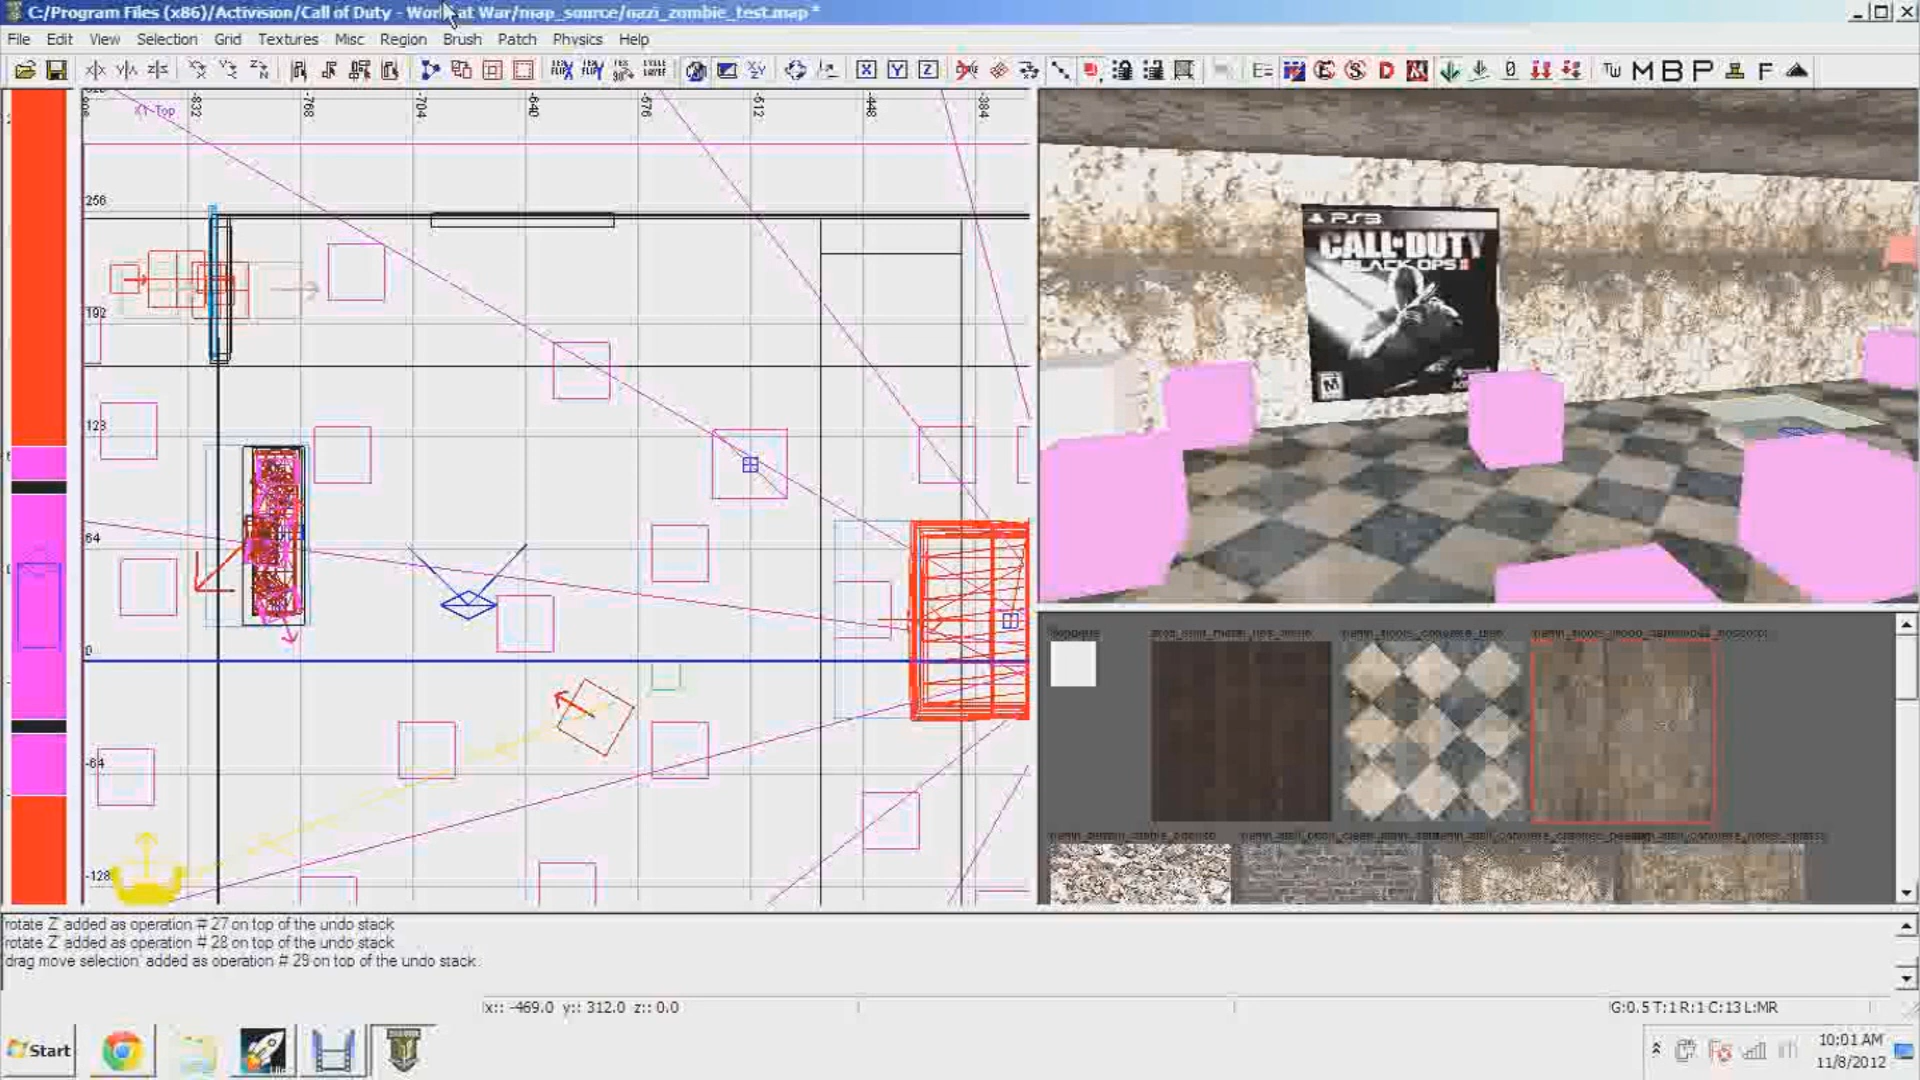 C:/Program Files (x86)/Activision/Call of Duty - World at War/map_source/nazi_zombie_test.map *
File Edit View Selection Grid Textures Misc Region Brush Patch Physics Help
X Y Z
E=
S D
0
Tw M B P F
-832 -768 -704 -640 -576 -512 -448 -384
XY Top
256
192
128
64
0
-64
-128
PS3
CALL OF DUTY
BLACK OPS II
M
'rotate Z' added as operation # 27 on top of the undo stack
'rotate Z' added as operation # 28 on top of the undo stack
'drag move selection' added as operation # 29 on top of the undo stack.
x:: -469.0 y:: 312.0 z:: 0.0
G:0.5 T:1 R:1 C:13 L:MR
Start
10:01 AM
11/8/2012